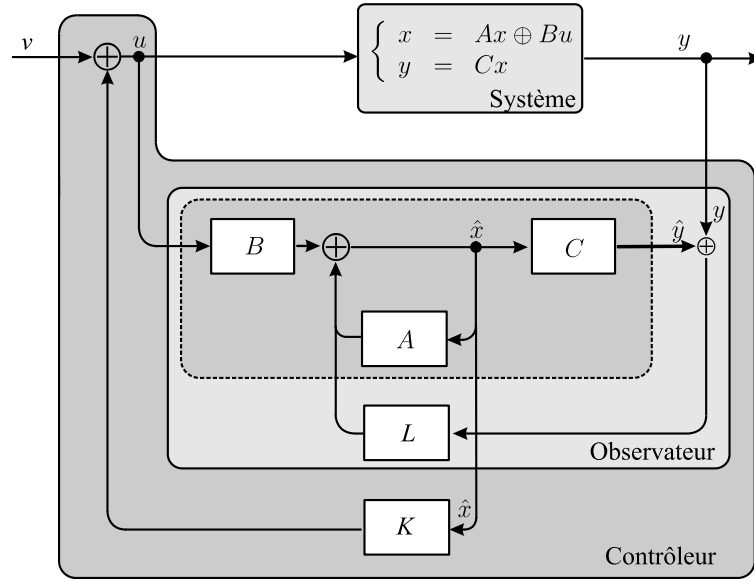 v
u
x = Ax ⊕ Bu
y = Cx
Système
y
y
B
x̂
C
ŷ
A
L
Observateur
x̂
K
Contrôleur